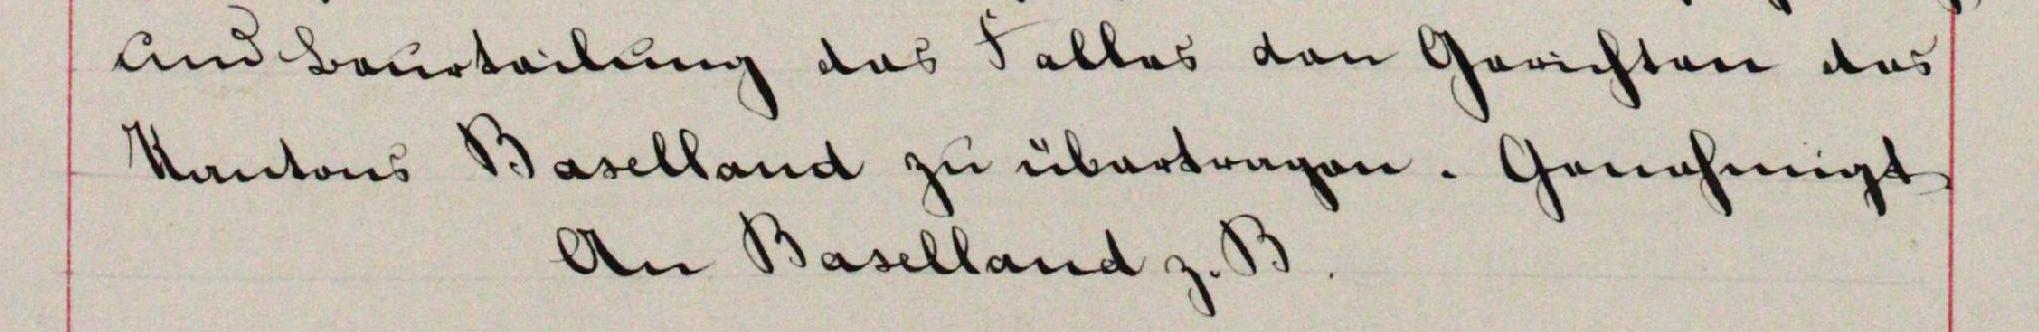 und Beurteilung des Falles den Gerichten des
Kantons Baselland zu übertragen. Genehmigt
An Baselland z. B.